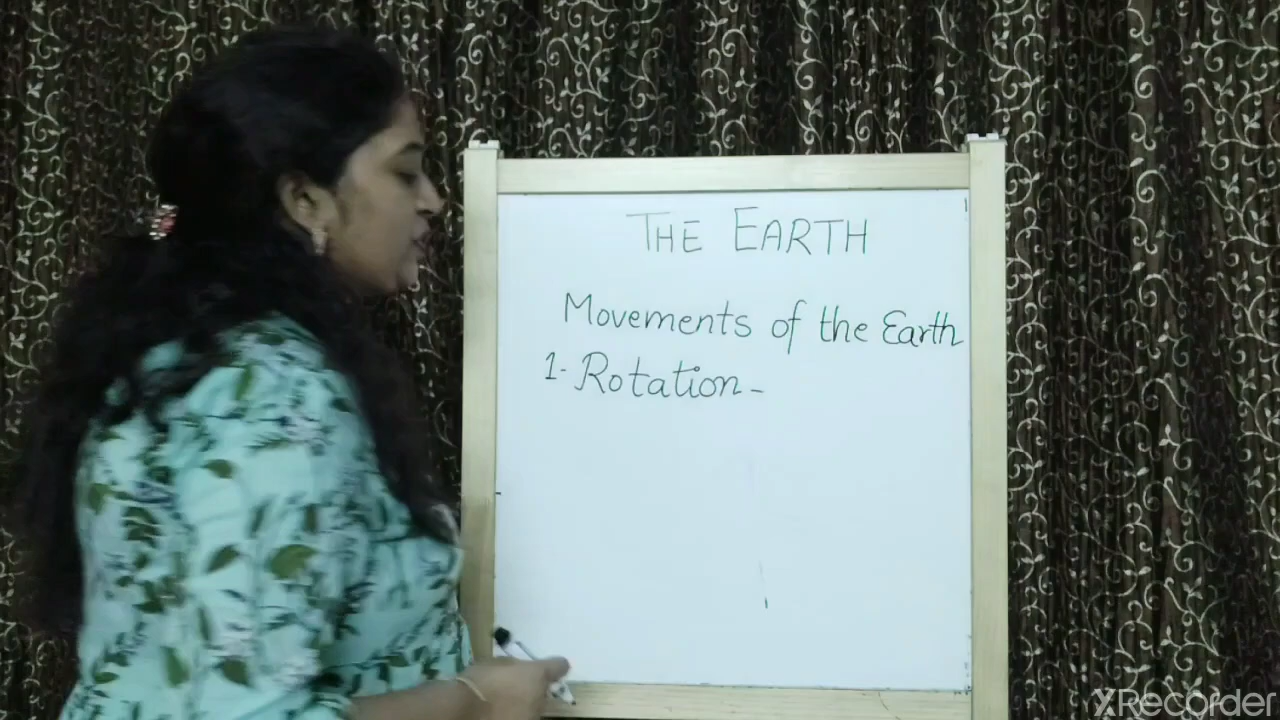 THE EARTH
Movements of the Earth
1- Rotation -
XRecorder